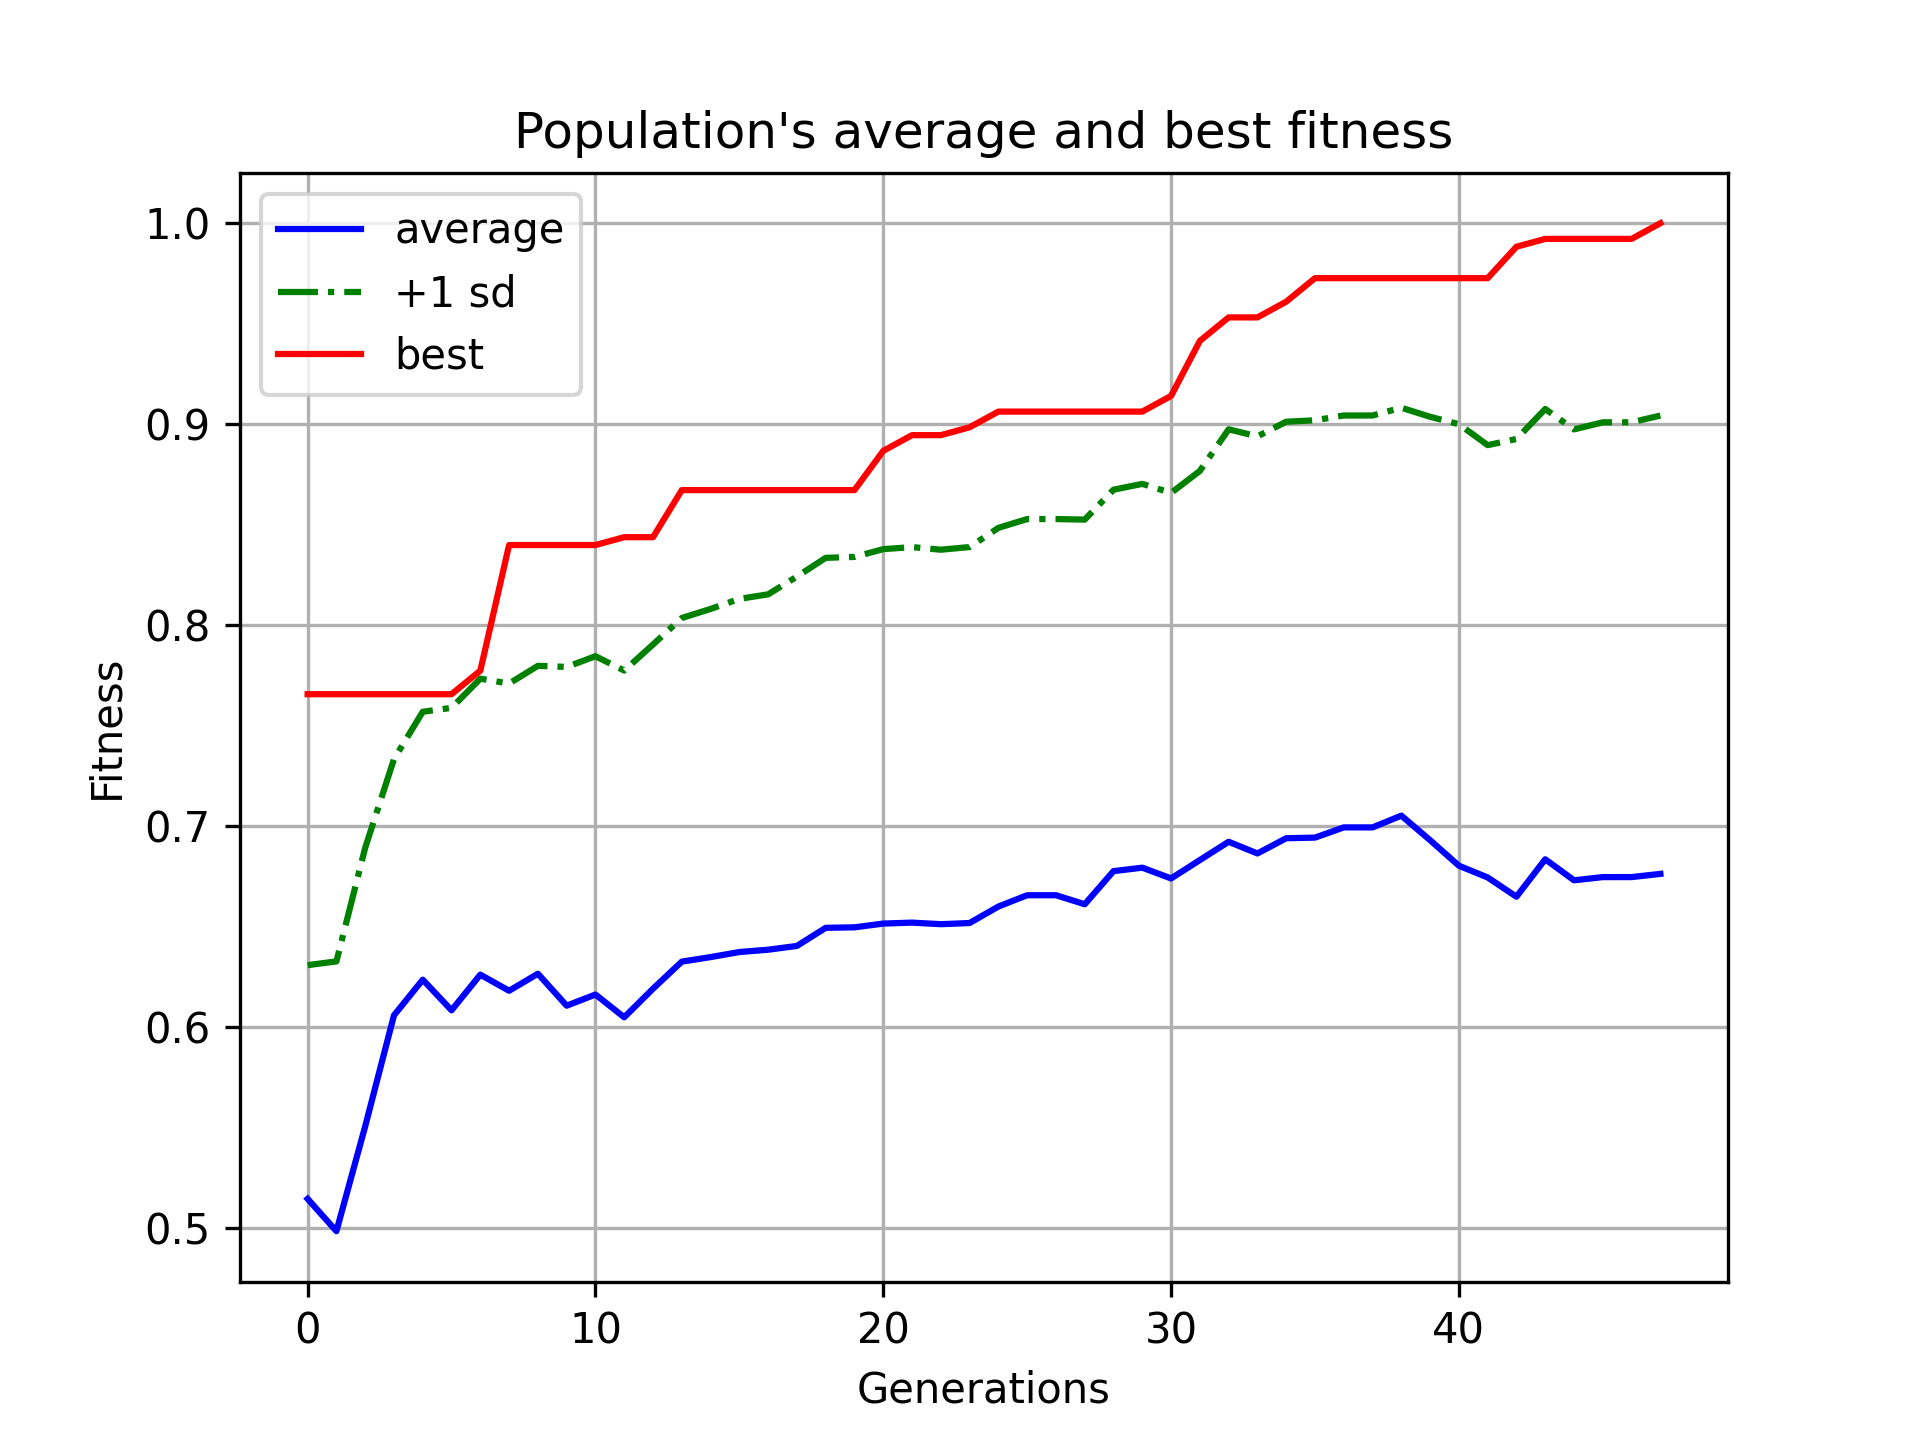 Population's average and best fitness
average
+1 sd
best
1.0
0.9
0.8
0.7
0.6
0.5
Fitness
0 10 20 30 40
Generations